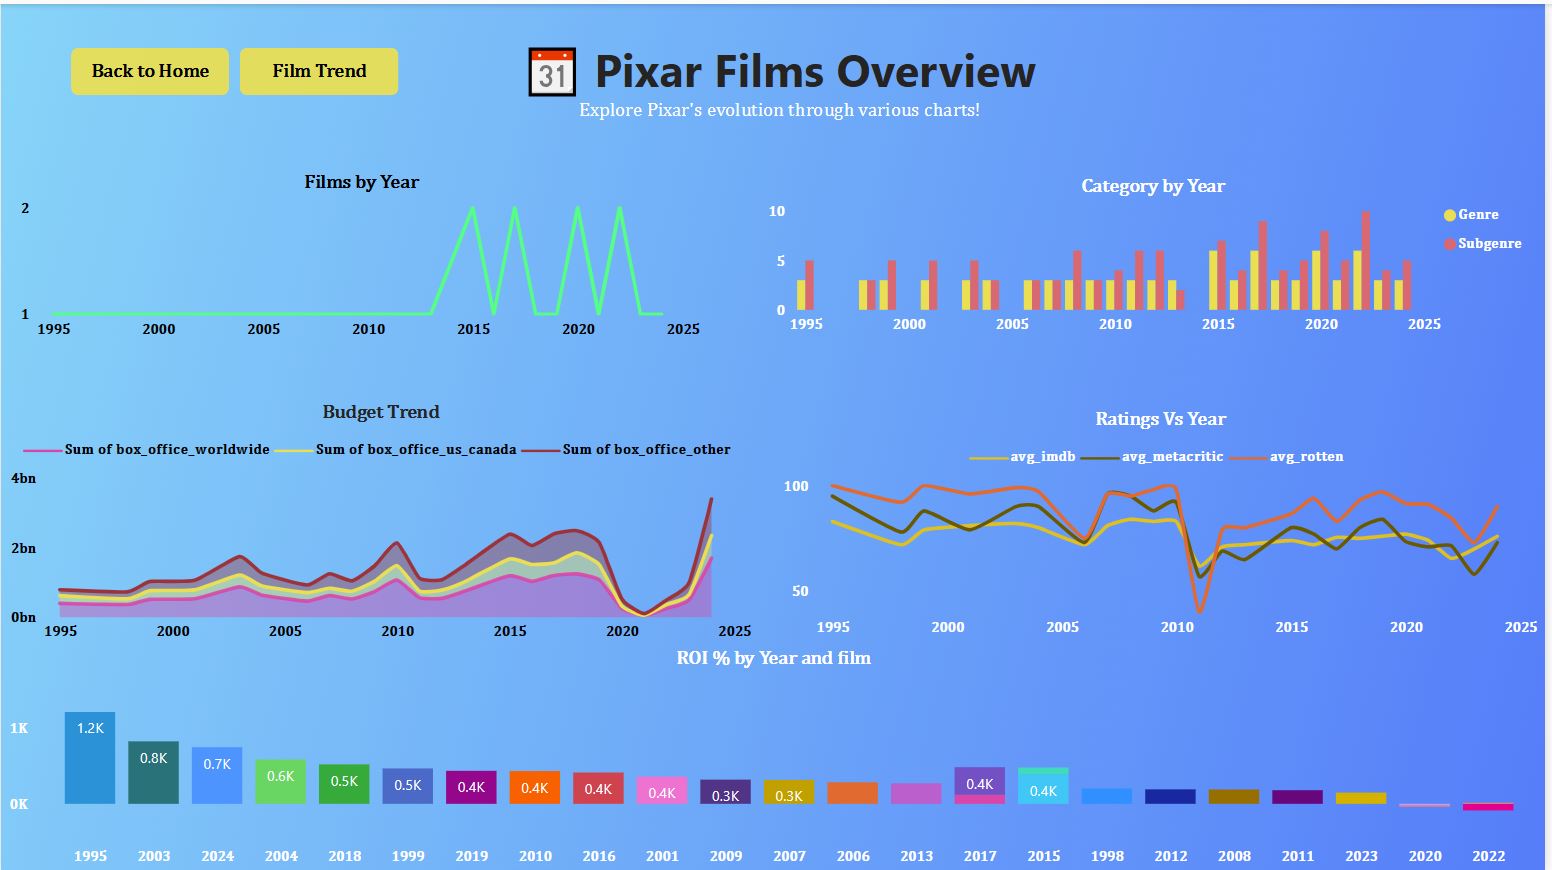 Back to Home
Film Trend
31
Pixar Films Overview
Explore Pixar's evolution through various charts!
Films by Year
2
1
1995 2000 2005 2010 2015 2020 2025
Category by Year
Genre
Subgenre
10
5
0
1995 2000 2005 2010 2015 2020 2025
Budget Trend
Sum of box_office_worldwide Sum of box_office_us_canada Sum of box_office_other
4bn
2bn
0bn
1995 2000 2005 2010 2015 2020 2025
Ratings Vs Year
avg_imdb avg_metacritic avg_rotten
100
50
1995 2000 2005 2010 2015 2020 2025
ROI % by Year and film
1K
0K
1.2K 0.8K 0.7K 0.6K 0.5K 0.5K 0.4K 0.4K 0.4K 0.4K 0.3K 0.3K 0.4K 0.4K
1995 2003 2024 2004 2018 1999 2019 2010 2016 2001 2009 2007 2006 2013 2017 2015 1998 2012 2008 2011 2023 2020 2022